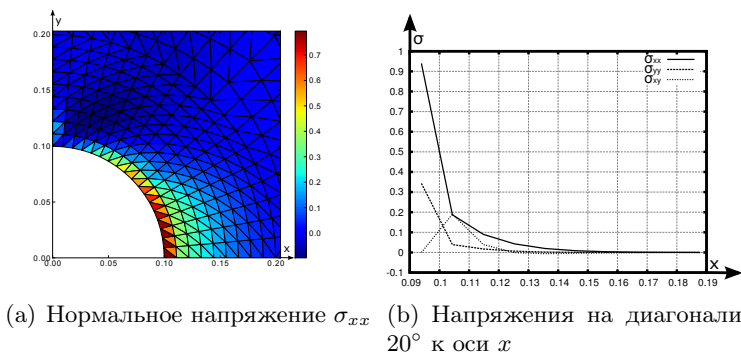 y
0.20
0.15
0.10
0.05
0.00
0.00 0.05 0.10 0.15 0.20
x
0.7
0.6
0.5
0.4
0.3
0.2
0.1
0.0
σ
σxx
σyy
σxy
1
0.9
0.8
0.7
0.6
0.5
0.4
0.3
0.2
0.1
0
-0.1
0.09 0.1 0.11 0.12 0.13 0.14 0.15 0.16 0.17 0.18 0.19
x
(a) Нормальное напряжение σxx
(b) Напряжения на диагонали
20° к оси x